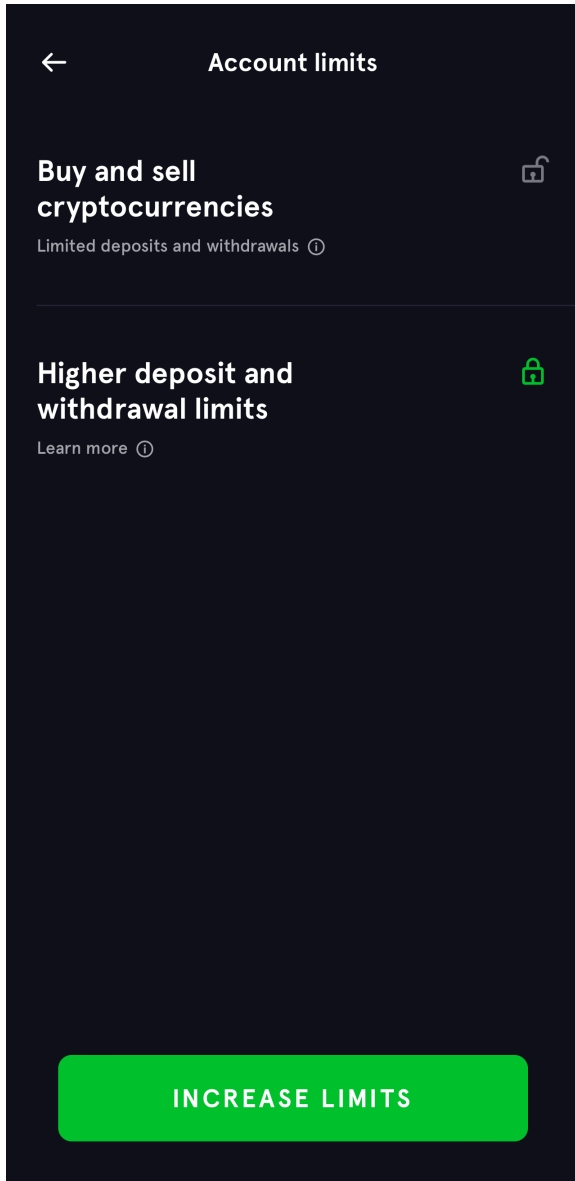 Account limits
Buy and sell
cryptocurrencies
Limited deposits and withdrawals
Higher deposit and
withdrawal limits
Learn more
INCREASE LIMITS